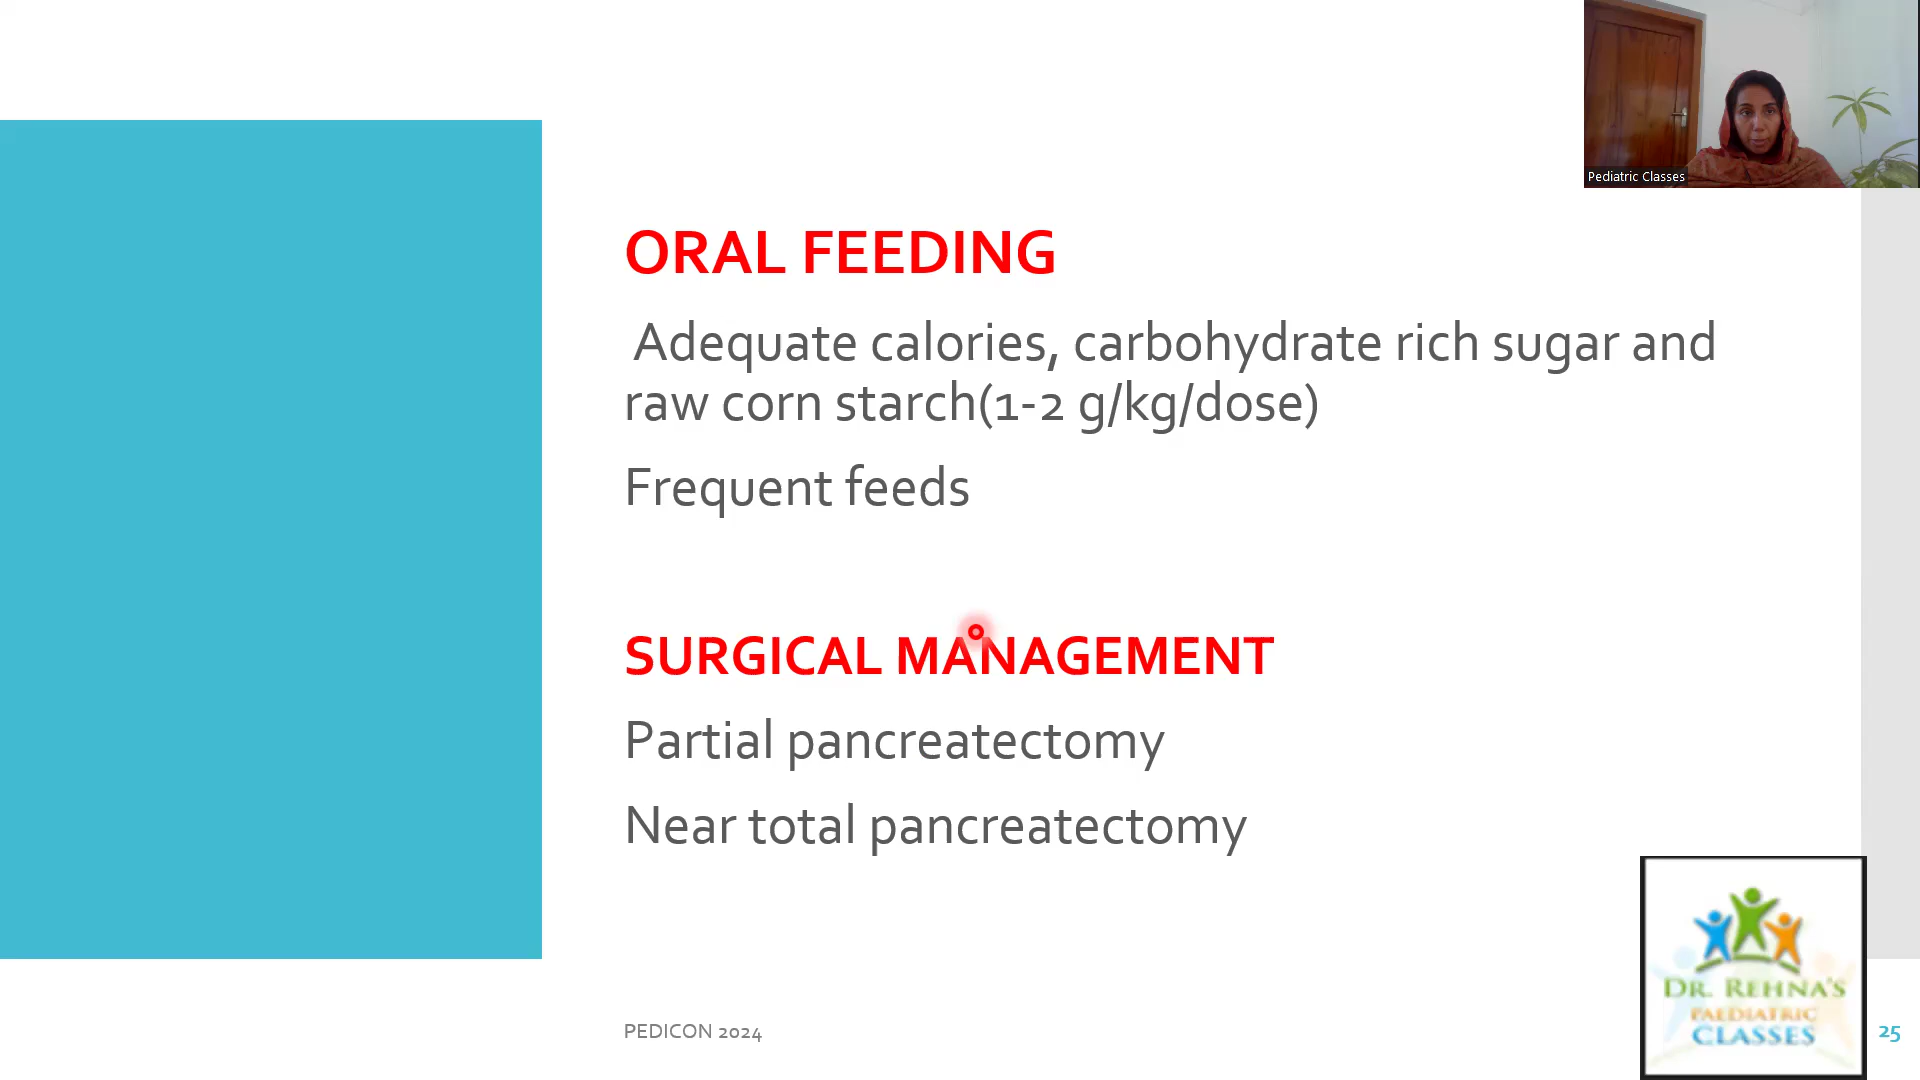 Pediatric Classes
ORAL FEEDING
Adequate calories, carbohydrate rich sugar and
raw corn starch(1-2 g/kg/dose)
Frequent feeds
SURGICAL MANAGEMENT
Partial pancreatectomy
Near total pancreatectomy
DR. REHNA'S
PAEDIATRIC
CLASSES
PEDICON 2024
25